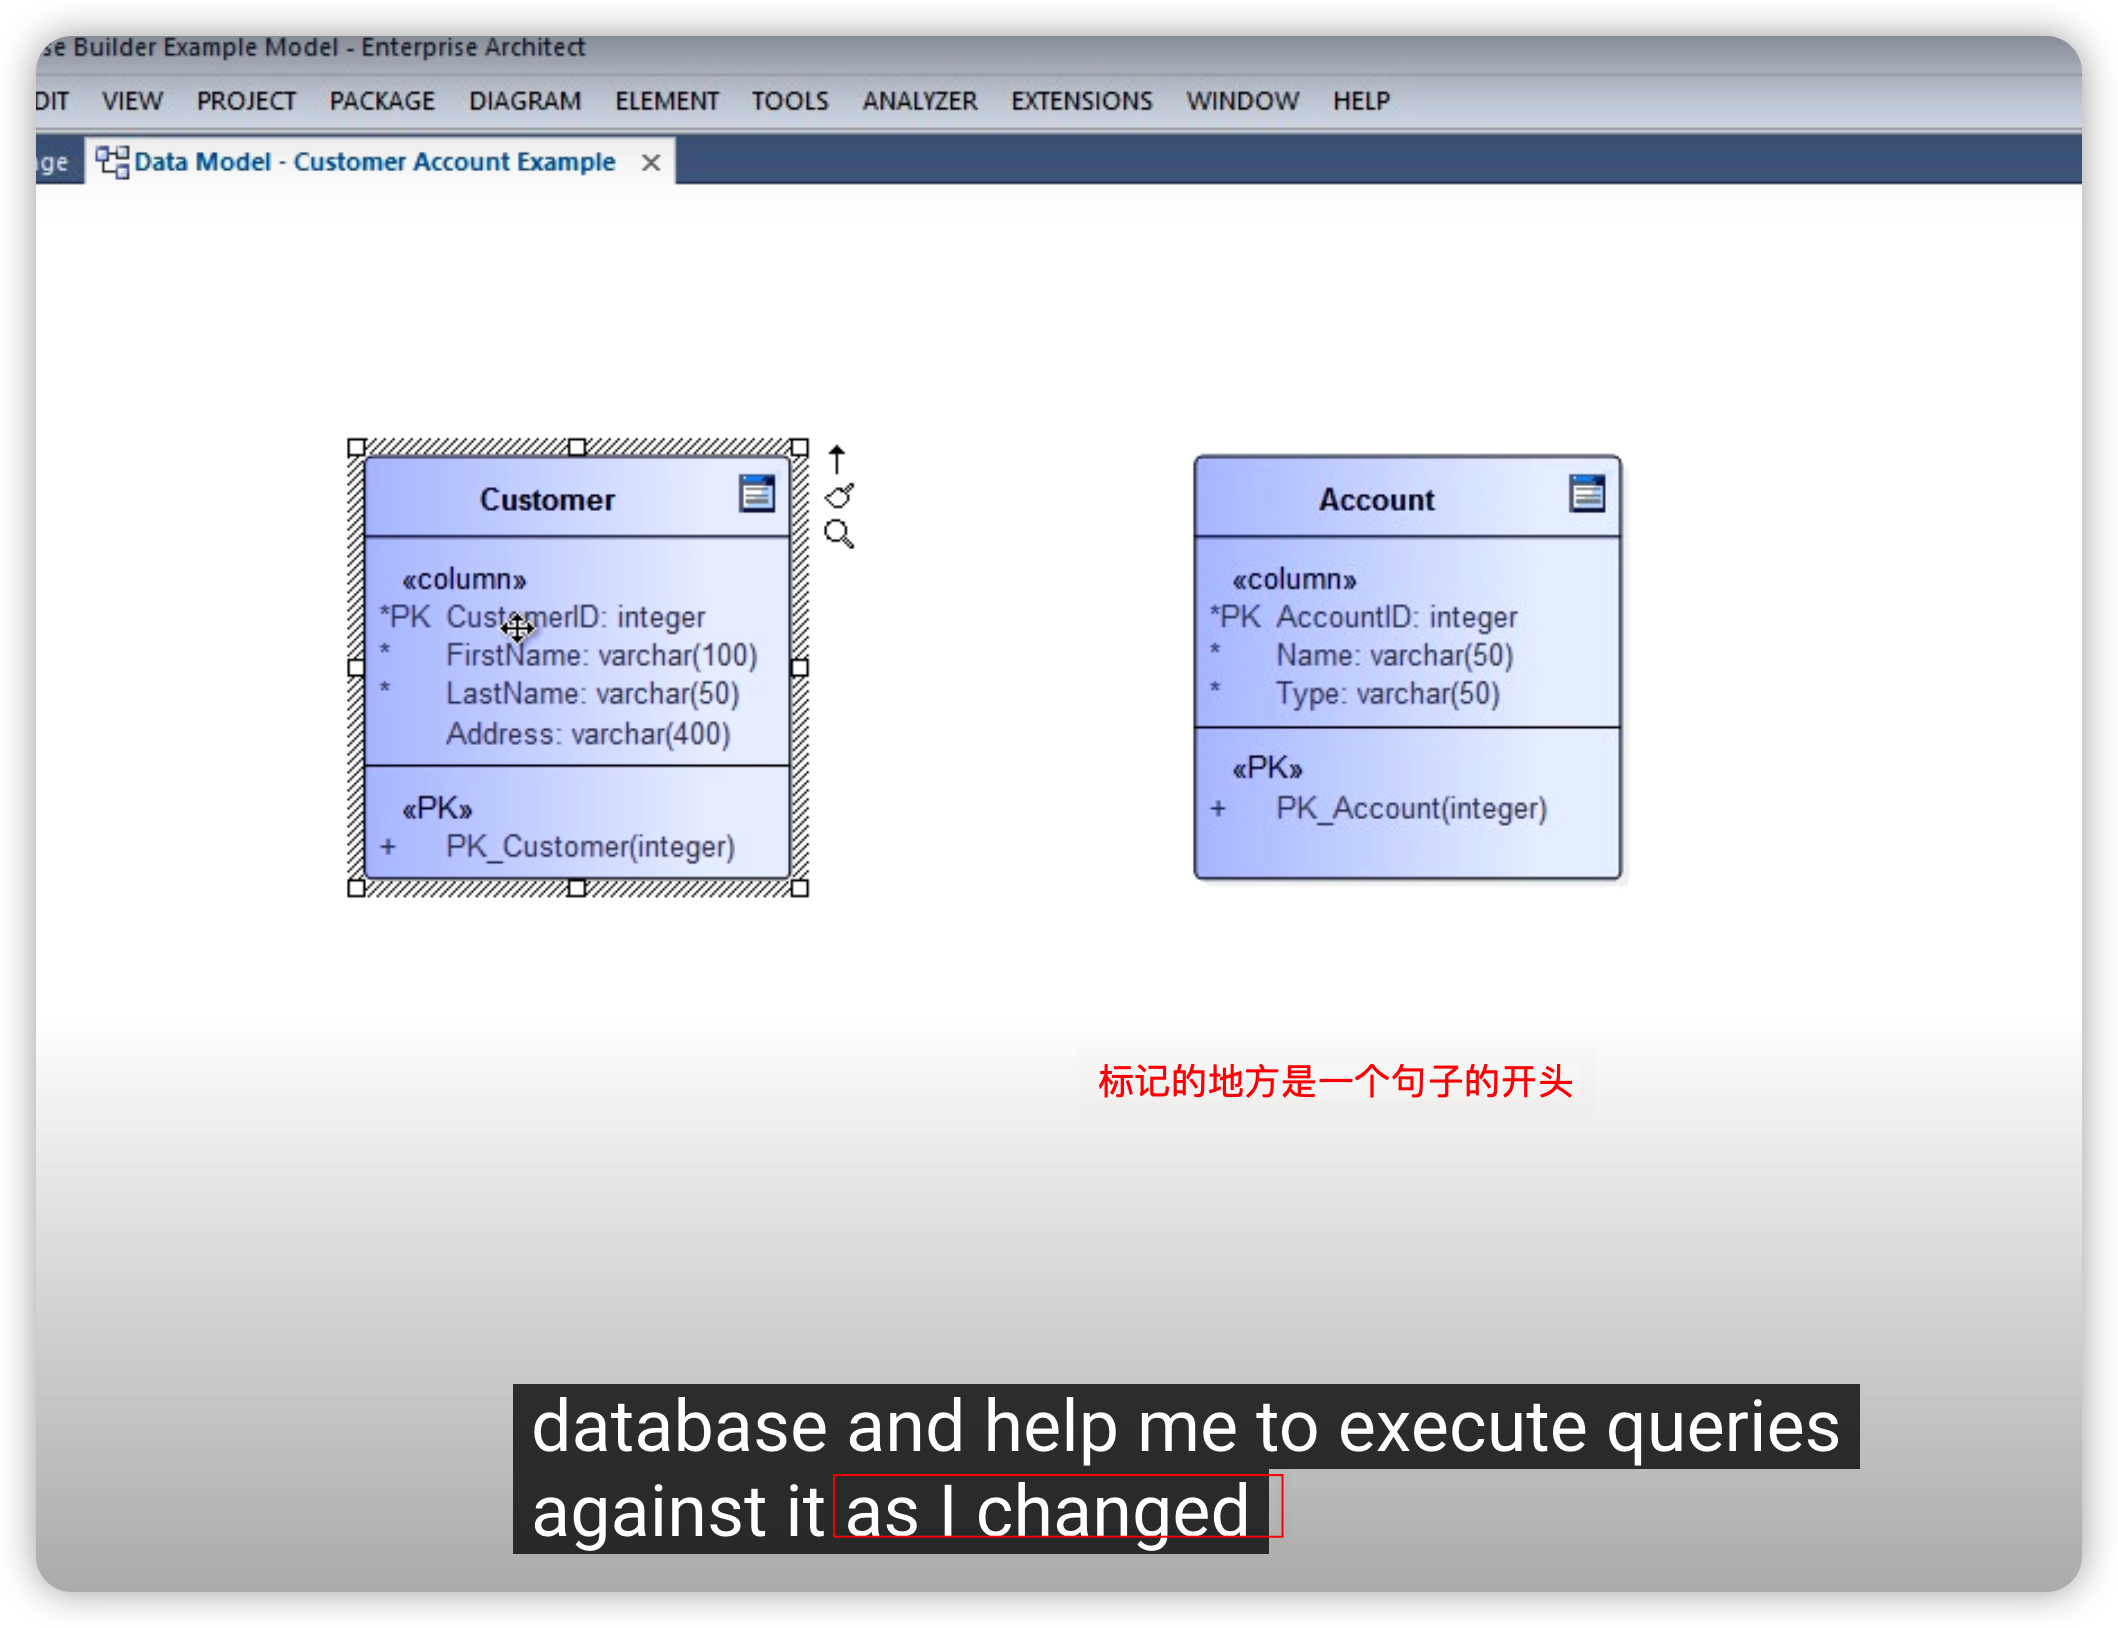 se Builder Example Model - Enterprise Architect
DIT VIEW PROJECT PACKAGE DIAGRAM ELEMENT TOOLS ANALYZER EXTENSIONS WINDOW HELP
ge Data Model - Customer Account Example
Customer
«column»
*PK CustomerID: integer
* FirstName: varchar(100)
* LastName: varchar(50)
Address: varchar(400)
«PK»
+ PK_Customer(integer)
Account
«column»
*PK AccountID: integer
* Name: varchar(50)
* Type: varchar(50)
«PK»
+ PK_Account(integer)
标记的地方是一个句子的开头
database and help me to execute queries
against it as I changed